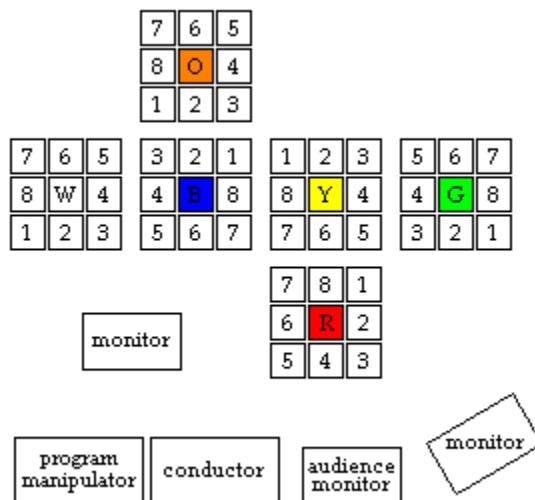 7 6 5
8 O 4
1 2 3
7 6 5 3 2 1 1 2 3 5 6 7
8 W 4 4 B 8 8 Y 4 4 G 8
1 2 3 5 6 7 7 6 5 3 2 1
7 8 1
6 R 2
5 4 3
monitor
monitor
program
manipulator
conductor
audience
monitor